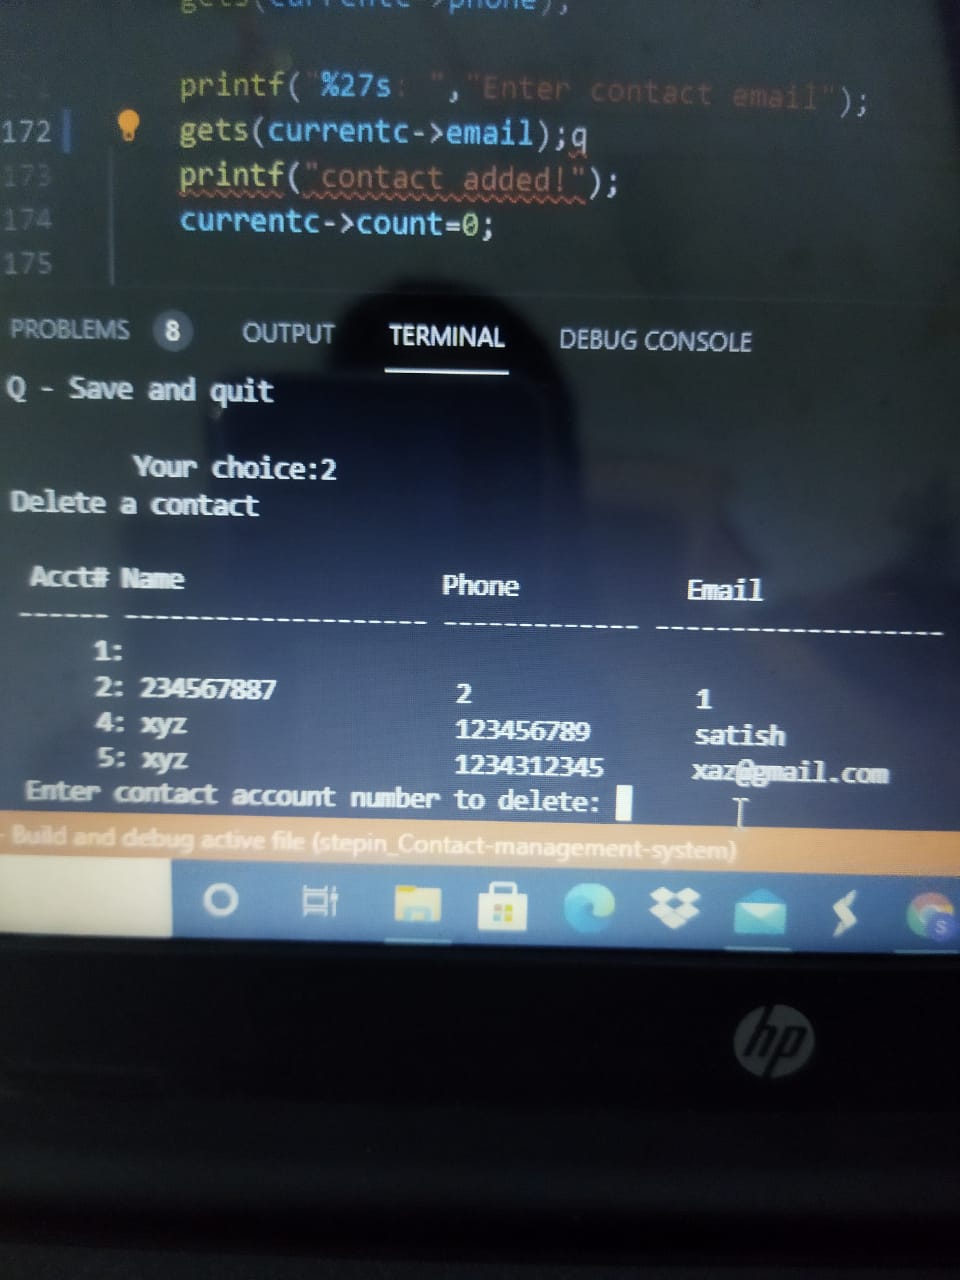 gets(currentc->phone);
printf("%27s: ","Enter contact email");
172 gets(currentc->email);q
173 printf("contact added!");
174 currentc->count=0;
175
PROBLEMS 8 OUTPUT TERMINAL DEBUG CONSOLE
Q - Save and quit
Your choice:2
Delete a contact
Acct# Name Phone Email
------ -------------------- ------------- -------------------
1:
2: 234567887 2 1
4: xyz 123456789 satish
5: xyz 1234312345 xaz@gmail.com
Enter contact account number to delete:
- Build and debug active file (stepin_Contact-management-system)
S
hp